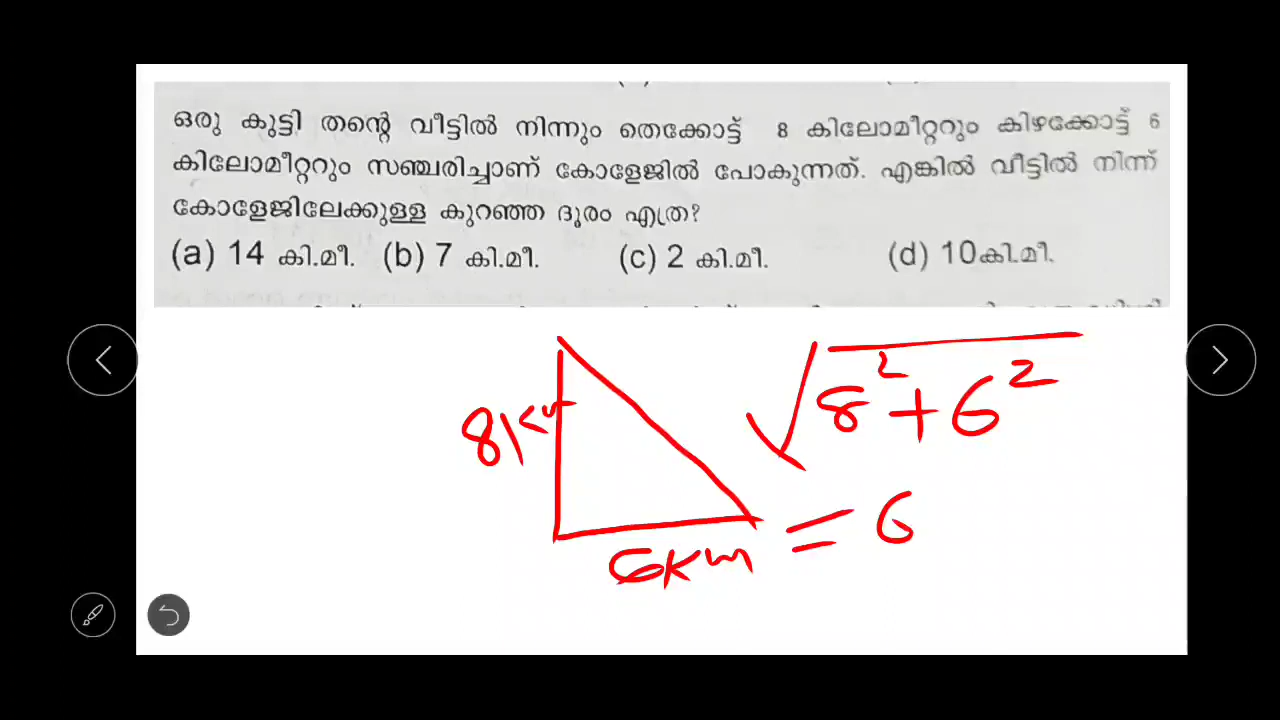 ഒരു കുട്ടി തന്റെ വീട്ടിൽ നിന്നും തെക്കോട്ട് 8 കിലോമീറ്ററും കിഴക്കോട്ട് 6
കിലോമീറ്ററും സഞ്ചരിച്ചാണ് കോളേജിൽ പോകുന്നത്. എങ്കിൽ വീട്ടിൽ നിന്ന്
കോളേജിലേക്കുള്ള കുറഞ്ഞ ദൂരം എത്ര?
(a) 14 കി.മീ. (b) 7 കി.മീ. (c) 2 കി.മീ. (d) 10കി.മീ.
√8²+6²
8km
= 6
6km